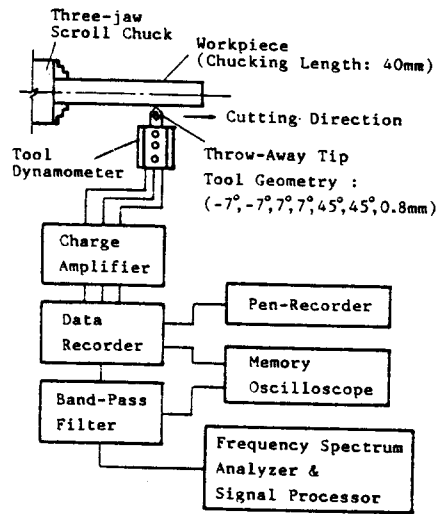 Three-jaw
Scroll Chuck
Workpiece
(Chucking Length: 40mm)
Cutting Direction
Tool
Dynamometer
Throw-Away Tip
Tool Geometry :
(-7°,-7°,7°,7°,45°,45°,0.8mm)
Charge
Amplifier
Data
Recorder
Pen-Recorder
Memory
Oscilloscope
Band-Pass
Filter
Frequency Spectrum
Analyzer &
Signal Processor